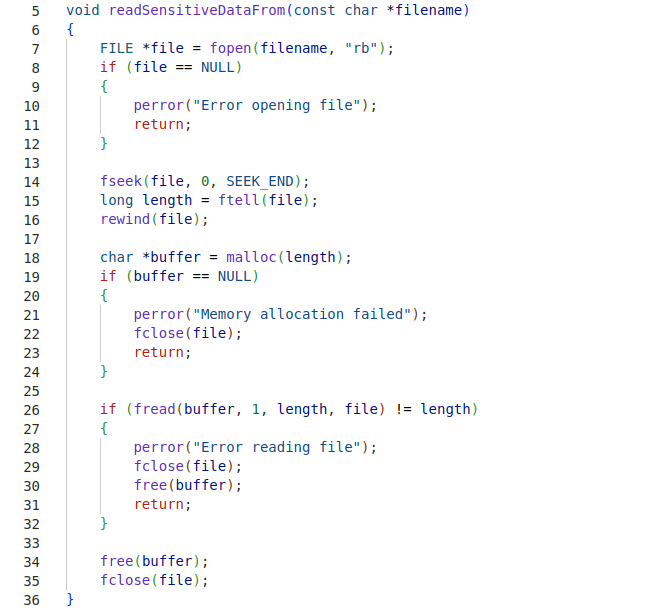 5 void readSensitiveDataFrom(const char *filename)
6 {
7     FILE *file = fopen(filename, "rb");
8     if (file == NULL)
9     {
10         perror("Error opening file");
11         return;
12     }
13
14     fseek(file, 0, SEEK_END);
15     long length = ftell(file);
16     rewind(file);
17
18     char *buffer = malloc(length);
19     if (buffer == NULL)
20     {
21         perror("Memory allocation failed");
22         fclose(file);
23         return;
24     }
25
26     if (fread(buffer, 1, length, file) != length)
27     {
28         perror("Error reading file");
29         fclose(file);
30         free(buffer);
31         return;
32     }
33
34     free(buffer);
35     fclose(file);
36 }